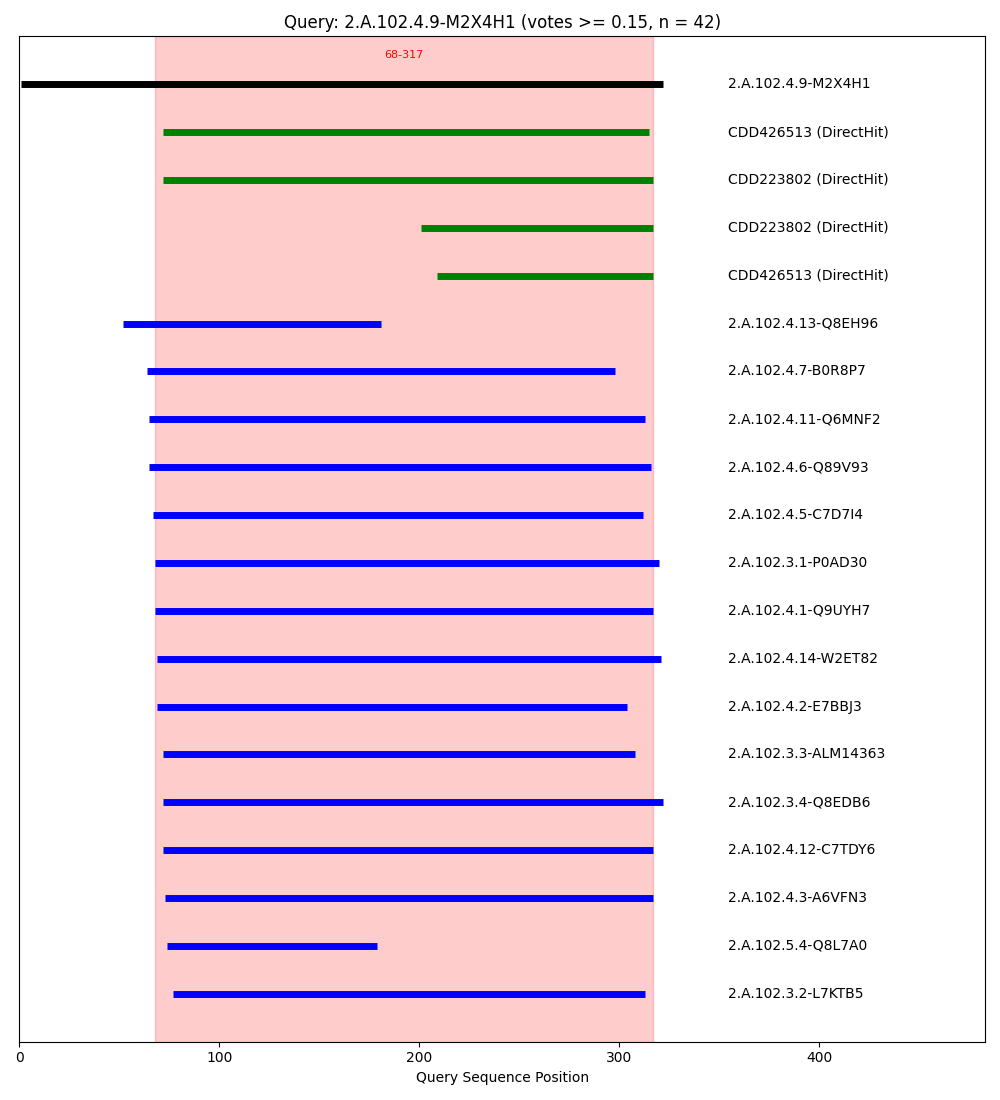 Query: 2.A.102.4.9-M2X4H1 (votes >= 0.15, n = 42)
68-317
2.A.102.4.9-M2X4H1
CDD426513 (DirectHit)
CDD223802 (DirectHit)
CDD223802 (DirectHit)
CDD426513 (DirectHit)
2.A.102.4.13-Q8EH96
2.A.102.4.7-B0R8P7
2.A.102.4.11-Q6MNF2
2.A.102.4.6-Q89V93
2.A.102.4.5-C7D7I4
2.A.102.3.1-P0AD30
2.A.102.4.1-Q9UYH7
2.A.102.4.14-W2ET82
2.A.102.4.2-E7BBJ3
2.A.102.3.3-ALM14363
2.A.102.3.4-Q8EDB6
2.A.102.4.12-C7TDY6
2.A.102.4.3-A6VFN3
2.A.102.5.4-Q8L7A0
2.A.102.3.2-L7KTB5
0 100 200 300 400
Query Sequence Position